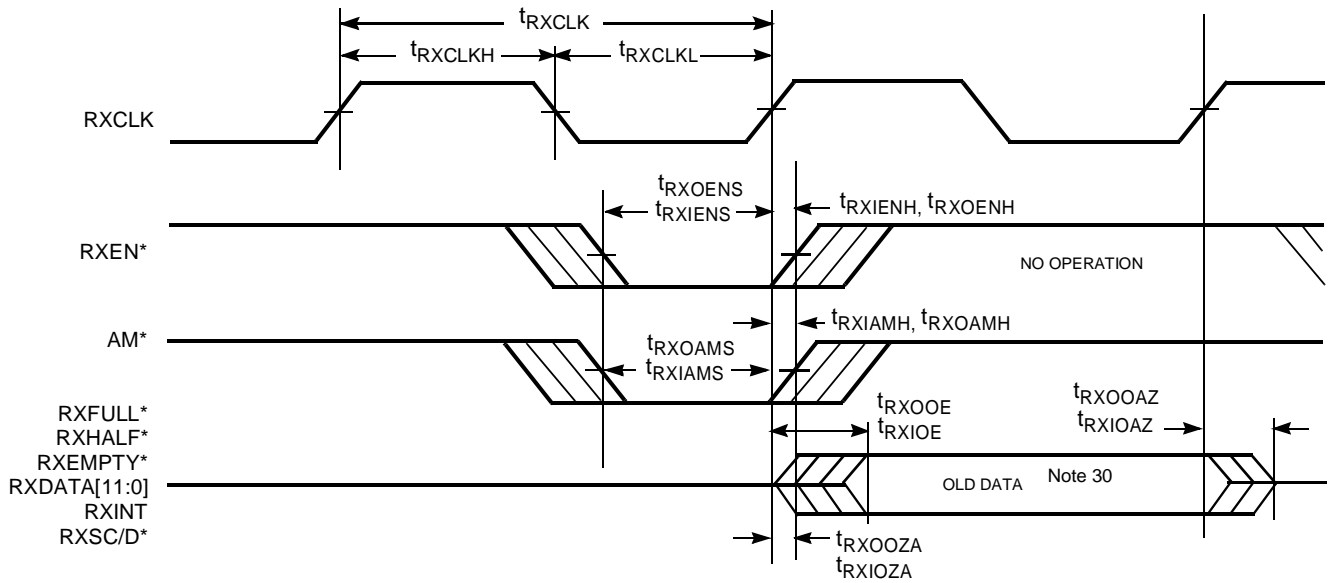 tRXCLK
tRXCLKH
tRXCLKL
RXCLK
tRXOENS
tRXIENS
tRXIENH, tRXOENH
RXEN*
NO OPERATION
tRXIAMH, tRXOAMH
AM*
tRXOAMS
tRXIAMS
RXFULL*
RXHALF*
RXEMPTY*
RXDATA[11:0]
RXINT
RXSC/D*
tRXOOE
tRXIOE
tRXOOAZ
tRXIOAZ
OLD DATA
Note 30
tRXOOZA
tRXIOZA